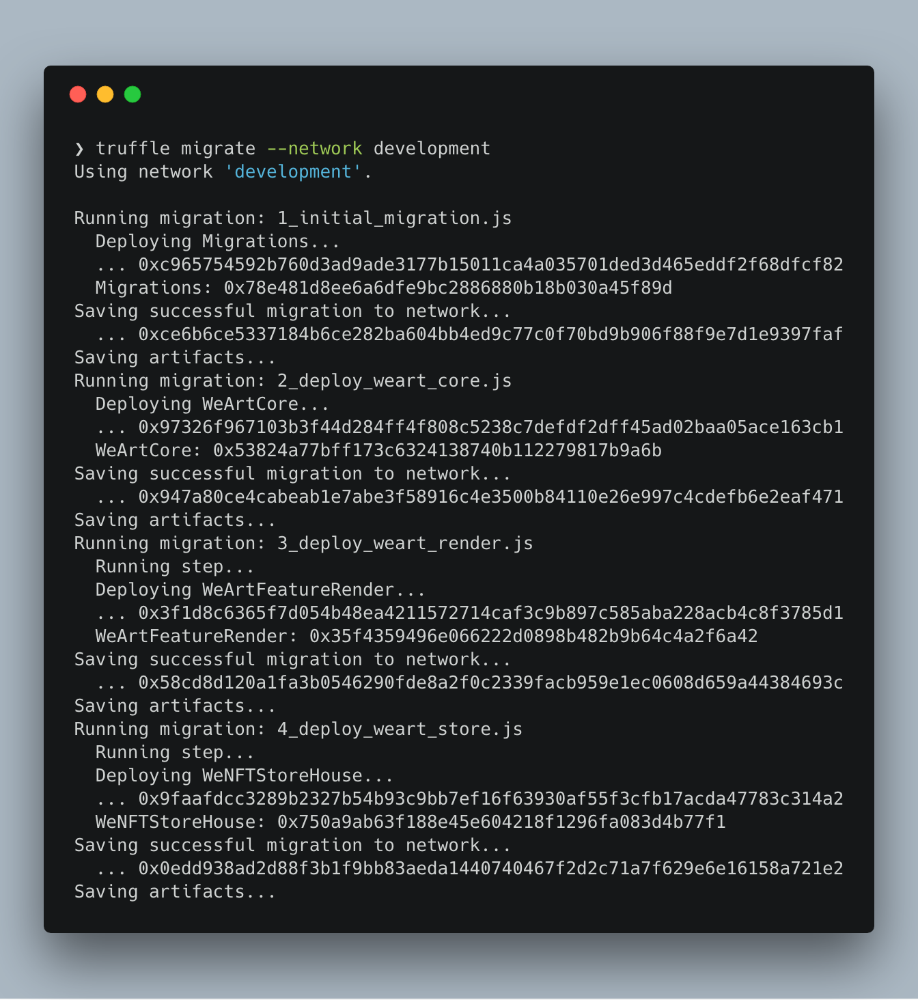 ❯ truffle migrate --network development
Using network 'development'.

Running migration: 1_initial_migration.js
  Deploying Migrations...
  ... 0xc965754592b760d3ad9ade3177b15011ca4a035701ded3d465eddf2f68dfcf82
  Migrations: 0x78e481d8ee6a6dfe9bc2886880b18b030a45f89d
Saving successful migration to network...
  ... 0xce6b6ce5337184b6ce282ba604bb4ed9c77c0f70bd9b906f88f9e7d1e9397faf
Saving artifacts...
Running migration: 2_deploy_weart_core.js
  Deploying WeArtCore...
  ... 0x97326f967103b3f44d284ff4f808c5238c7defdf2dff45ad02baa05ace163cb1
  WeArtCore: 0x53824a77bff173c6324138740b112279817b9a6b
Saving successful migration to network...
  ... 0x947a80ce4cabeab1e7abe3f58916c4e3500b84110e26e997c4cdefb6e2eaf471
Saving artifacts...
Running migration: 3_deploy_weart_render.js
  Running step...
  Deploying WeArtFeatureRender...
  ... 0x3f1d8c6365f7d054b48ea4211572714caf3c9b897c585aba228acb4c8f3785d1
  WeArtFeatureRender: 0x35f4359496e066222d0898b482b9b64c4a2f6a42
Saving successful migration to network...
  ... 0x58cd8d120a1fa3b0546290fde8a2f0c2339facb959e1ec0608d659a44384693c
Saving artifacts...
Running migration: 4_deploy_weart_store.js
  Running step...
  Deploying WeNFTStoreHouse...
  ... 0x9faafdcc3289b2327b54b93c9bb7ef16f63930af55f3cfb17acda47783c314a2
  WeNFTStoreHouse: 0x750a9ab63f188e45e604218f1296fa083d4b77f1
Saving successful migration to network...
  ... 0x0edd938ad2d88f3b1f9bb83aeda1440740467f2d2c71a7f629e6e16158a721e2
Saving artifacts...